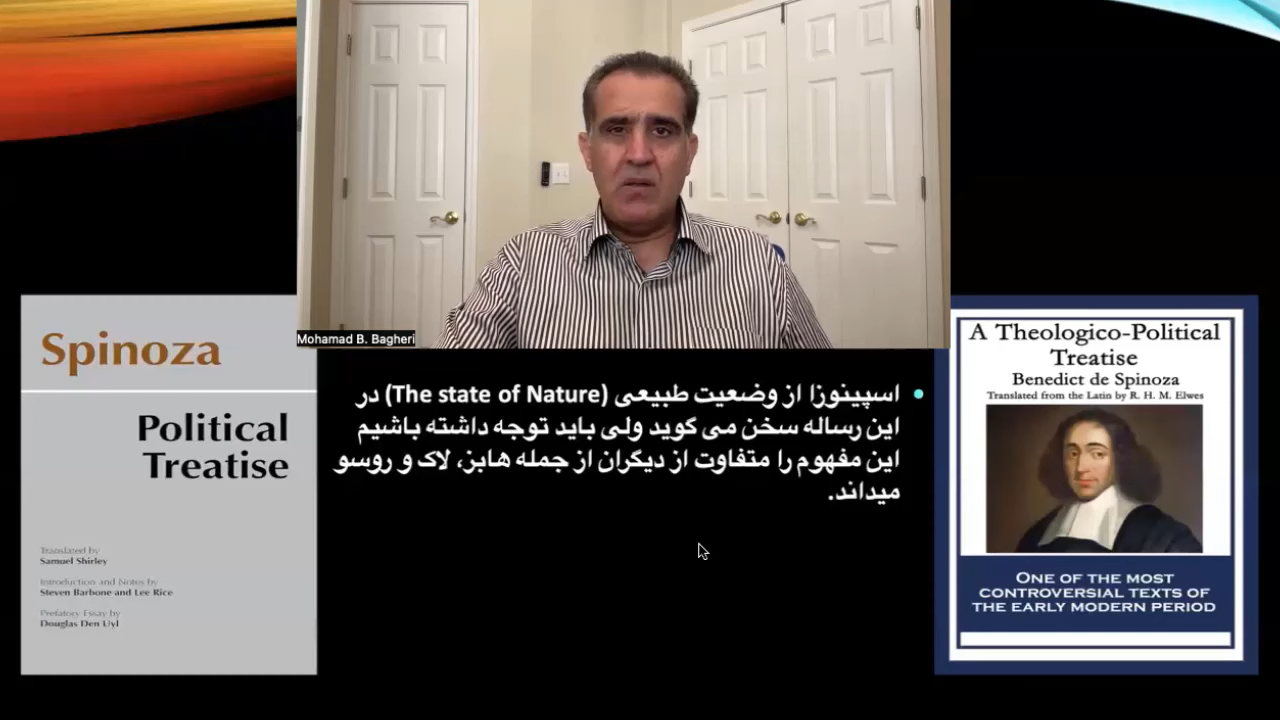 Mohamad B. Bagheri
Spinoza
Political
Treatise
Translated by
Samuel Shirley
Introduction and Notes by
Steven Barbone and Lee Rice
Prefatory Essay by
Douglas Den Uyl
• اسپینوزا از وضعیت طبیعی (The state of Nature) در
این رساله سخن می گوید ولی باید توجه داشته باشیم
این مفهوم را متفاوت از دیگران از جمله هابز، لاک و روسو
میداند.
A Theologico-Political
Treatise
Benedict de Spinoza
Translated from the Latin by R. H. M. Elwes
ONE OF THE MOST
CONTROVERSIAL TEXTS OF
THE EARLY MODERN PERIOD